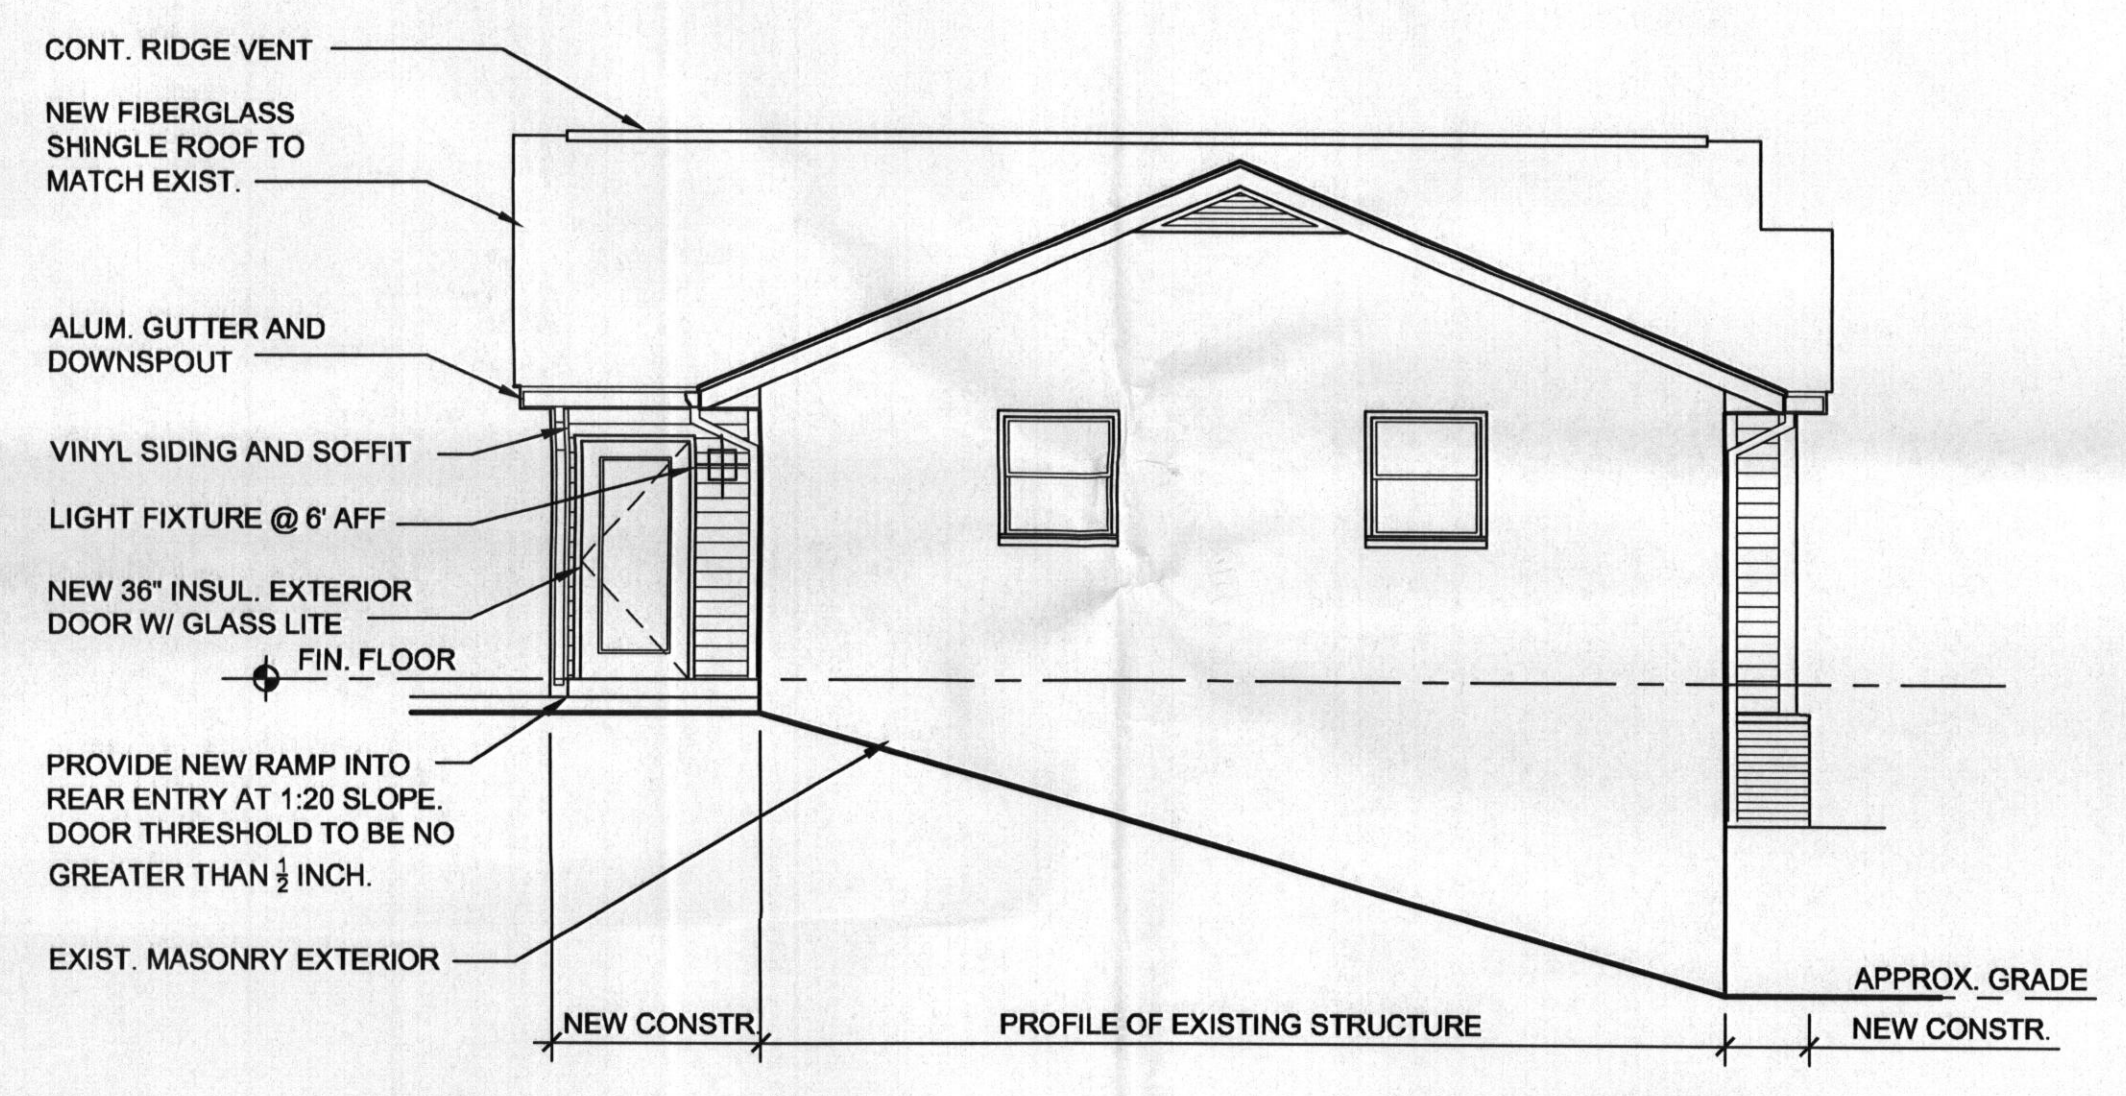 CONT. RIDGE VENT
NEW FIBERGLASS
SHINGLE ROOF TO
MATCH EXIST.
ALUM. GUTTER AND
DOWNSPOUT
VINYL SIDING AND SOFFIT
LIGHT FIXTURE @ 6' AFF
NEW 36" INSUL. EXTERIOR
DOOR W/ GLASS LITE
FIN. FLOOR
PROVIDE NEW RAMP INTO
REAR ENTRY AT 1:20 SLOPE.
DOOR THRESHOLD TO BE NO
GREATER THAN ½ INCH.
EXIST. MASONRY EXTERIOR
APPROX. GRADE
NEW CONSTR.
PROFILE OF EXISTING STRUCTURE
NEW CONSTR.